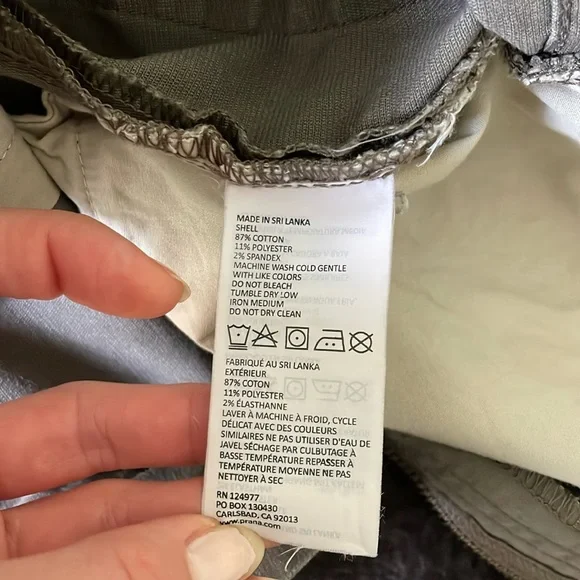 MADE IN SRI LANKA
SHELL
87% COTTON
11% POLYESTER
2% SPANDEX
MACHINE WASH COLD GENTLE
WITH LIKE COLORS
DO NOT BLEACH
TUMBLE DRY LOW
IRON MEDIUM
DO NOT DRY CLEAN
FABRIQUÉ AU SRI LANKA
EXTÉRIEUR
87% COTON
11% POLYESTER
2% ÉLASTHANNE
LAVER À MACHINE À FROID, CYCLE
DÉLICAT AVEC DES COULEURS
SIMILAIRES NE PAS UTILISER D'EAU DE
JAVEL SÉCHAGE PAR CULBUTAGE À
BASSE TEMPÉRATURE REPASSER À
TEMPÉRATURE MOYENNE NE PAS
NETTOYER À SEC
RN 124977
PO BOX 130430
CARLSBAD, CA 92013
www.prana.com